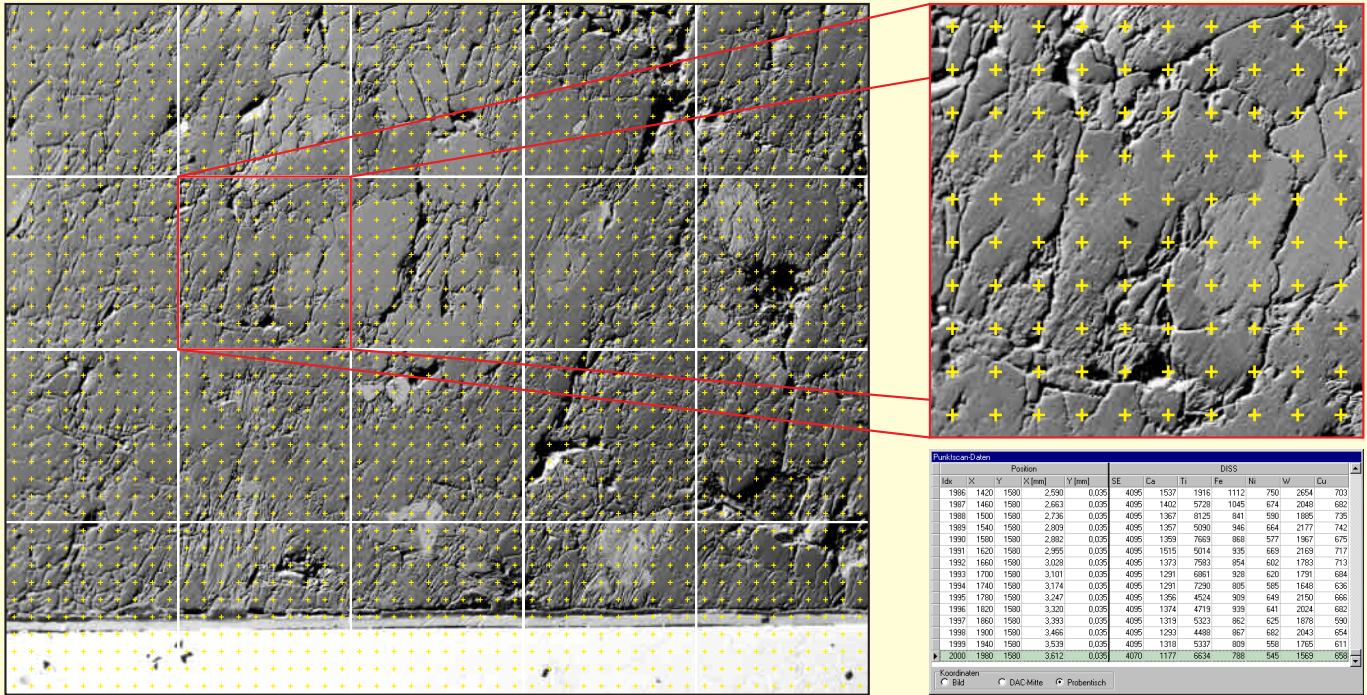 Punktscan-Daten
Position DISS
Idx X Y X [mm] Y [mm] SE Ca Ti Fe Ni W Cu
1986 1420 1580 2,590 0,035 4095 1537 1916 1112 750 2654 703
1987 1460 1580 2,663 0,035 4095 1402 5728 1045 674 2048 682
1988 1500 1580 2,736 0,035 4095 1367 8125 841 590 1885 735
1989 1540 1580 2,809 0,035 4095 1357 5090 946 664 2177 742
1990 1580 1580 2,882 0,035 4095 1359 7669 868 577 1967 675
1991 1620 1580 2,955 0,035 4095 1515 5014 935 669 2169 717
1992 1660 1580 3,028 0,035 4095 1373 7583 854 602 1783 713
1993 1700 1580 3,101 0,035 4095 1291 6861 928 620 1791 684
1994 1740 1580 3,174 0,035 4095 1291 7290 805 585 1648 636
1995 1780 1580 3,247 0,035 4095 1356 4524 909 649 2150 666
1996 1820 1580 3,320 0,035 4095 1374 4719 939 641 2024 682
1997 1860 1580 3,393 0,035 4095 1319 5323 862 625 1878 590
1998 1900 1580 3,466 0,035 4095 1293 4488 867 682 2043 654
1999 1940 1580 3,539 0,035 4095 1318 5337 809 558 1765 611
2000 1980 1580 3,612 0,035 4070 1177 6634 788 545 1569 658
Koordinaten
Bild DAC-Mitte Probentisch